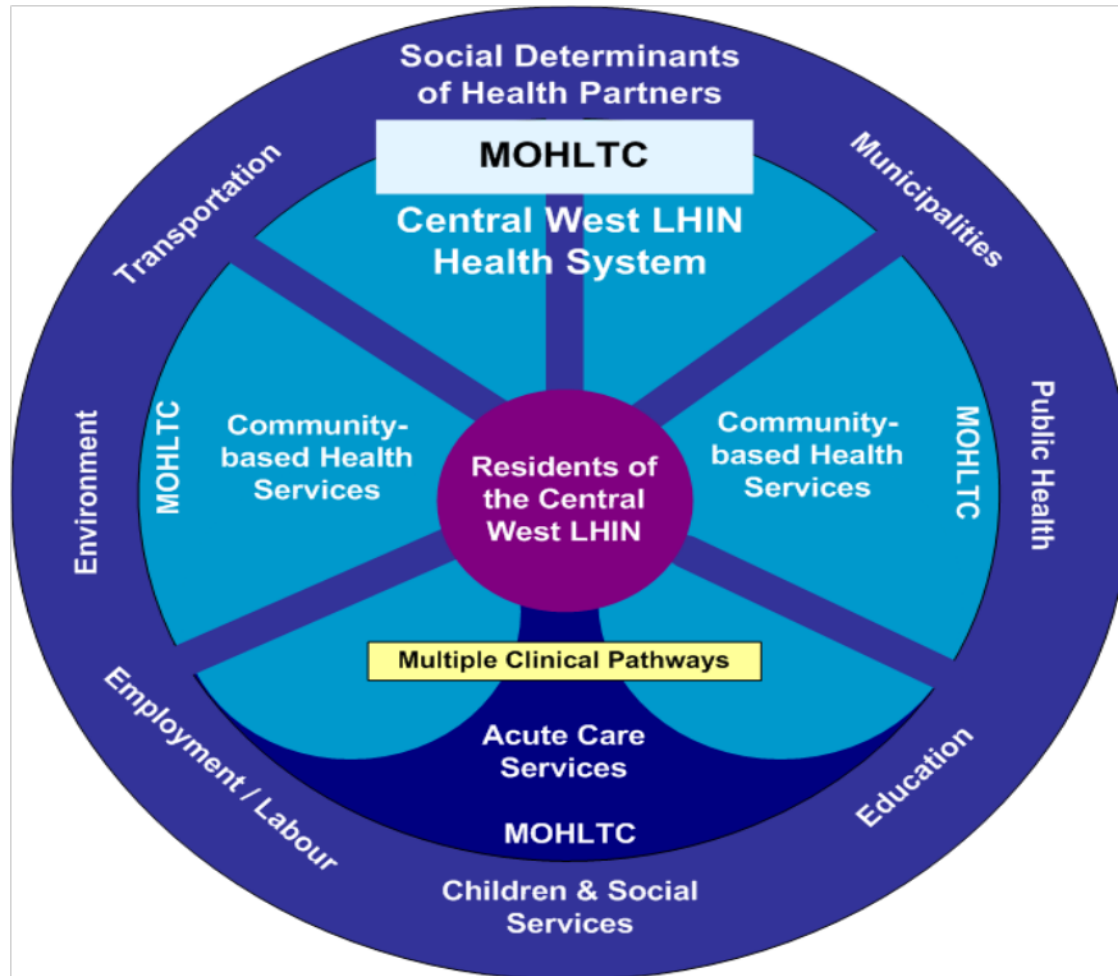 Social Determinants
of Health Partners
MOHLTC
Central West LHIN
Health System
Transportation
Municipalities
Environment
MOHLTC
Community-
based Health
Services
Residents of
the Central
West LHIN
Community-
based Health
Services
MOHLTC
Public Health
Multiple Clinical Pathways
Acute Care
Services
MOHLTC
Employment / Labour
Education
Children & Social
Services